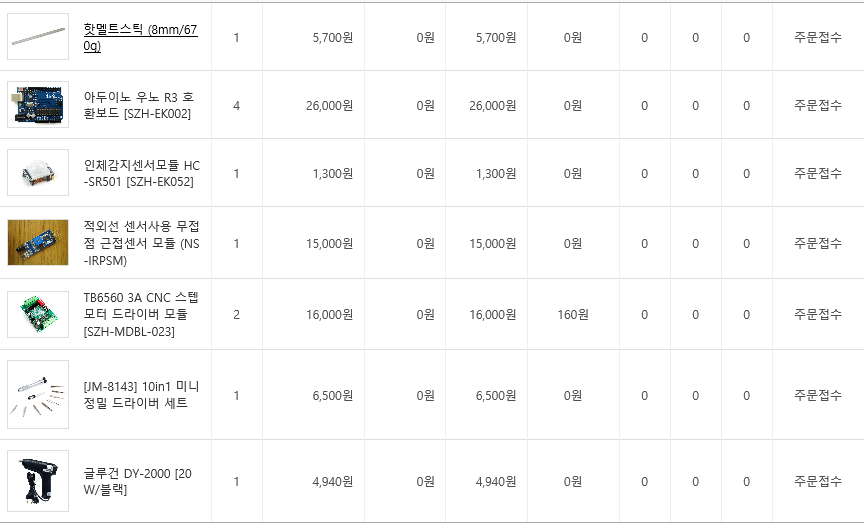 핫멜트스틱 (8mm/67
0g)
1 5,700원 0원 5,700원 0원 0 0 0 주문접수
아두이노 우노 R3 호
환보드 [SZH-EK002]
4 26,000원 0원 26,000원 0원 0 0 0 주문접수
인체감지센서모듈 HC
-SR501 [SZH-EK052]
1 1,300원 0원 1,300원 0원 0 0 0 주문접수
적외선 센서사용 무접
점 근접센서 모듈 (NS
-IRPSM)
1 15,000원 0원 15,000원 0원 0 0 0 주문접수
TB6560 3A CNC 스텝
모터 드라이버 모듈
[SZH-MDBL-023]
2 16,000원 0원 16,000원 160원 0 0 0 주문접수
[JM-8143] 10in1 미니
정밀 드라이버 세트
1 6,500원 0원 6,500원 0원 0 0 0 주문접수
글루건 DY-2000 [20
W/블랙]
1 4,940원 0원 4,940원 0원 0 0 0 주문접수